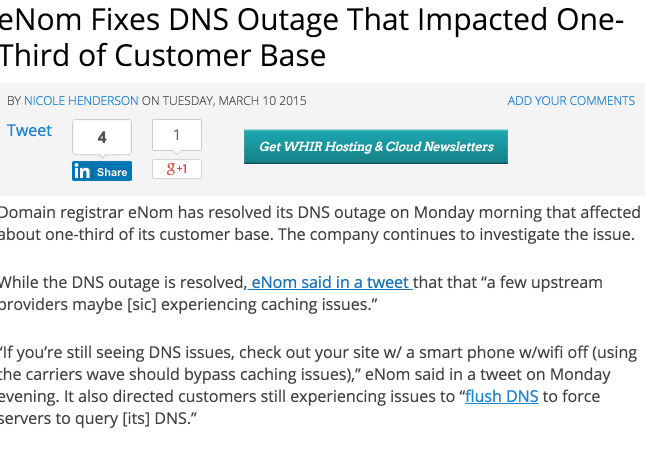 eNom Fixes DNS Outage That Impacted One-
Third of Customer Base
BY NICOLE HENDERSON ON TUESDAY, MARCH 10 2015
ADD YOUR COMMENTS
Tweet
4
in Share
1
g+1
Get WHIR Hosting & Cloud Newsletters
Domain registrar eNom has resolved its DNS outage on Monday morning that affected
about one-third of its customer base. The company continues to investigate the issue.
While the DNS outage is resolved, eNom said in a tweet that that “a few upstream
providers maybe [sic] experiencing caching issues.”
“If you’re still seeing DNS issues, check out your site w/ a smart phone w/wifi off (using
the carriers wave should bypass caching issues),” eNom said in a tweet on Monday
evening. It also directed customers still experiencing issues to “flush DNS to force
servers to query [its] DNS.”